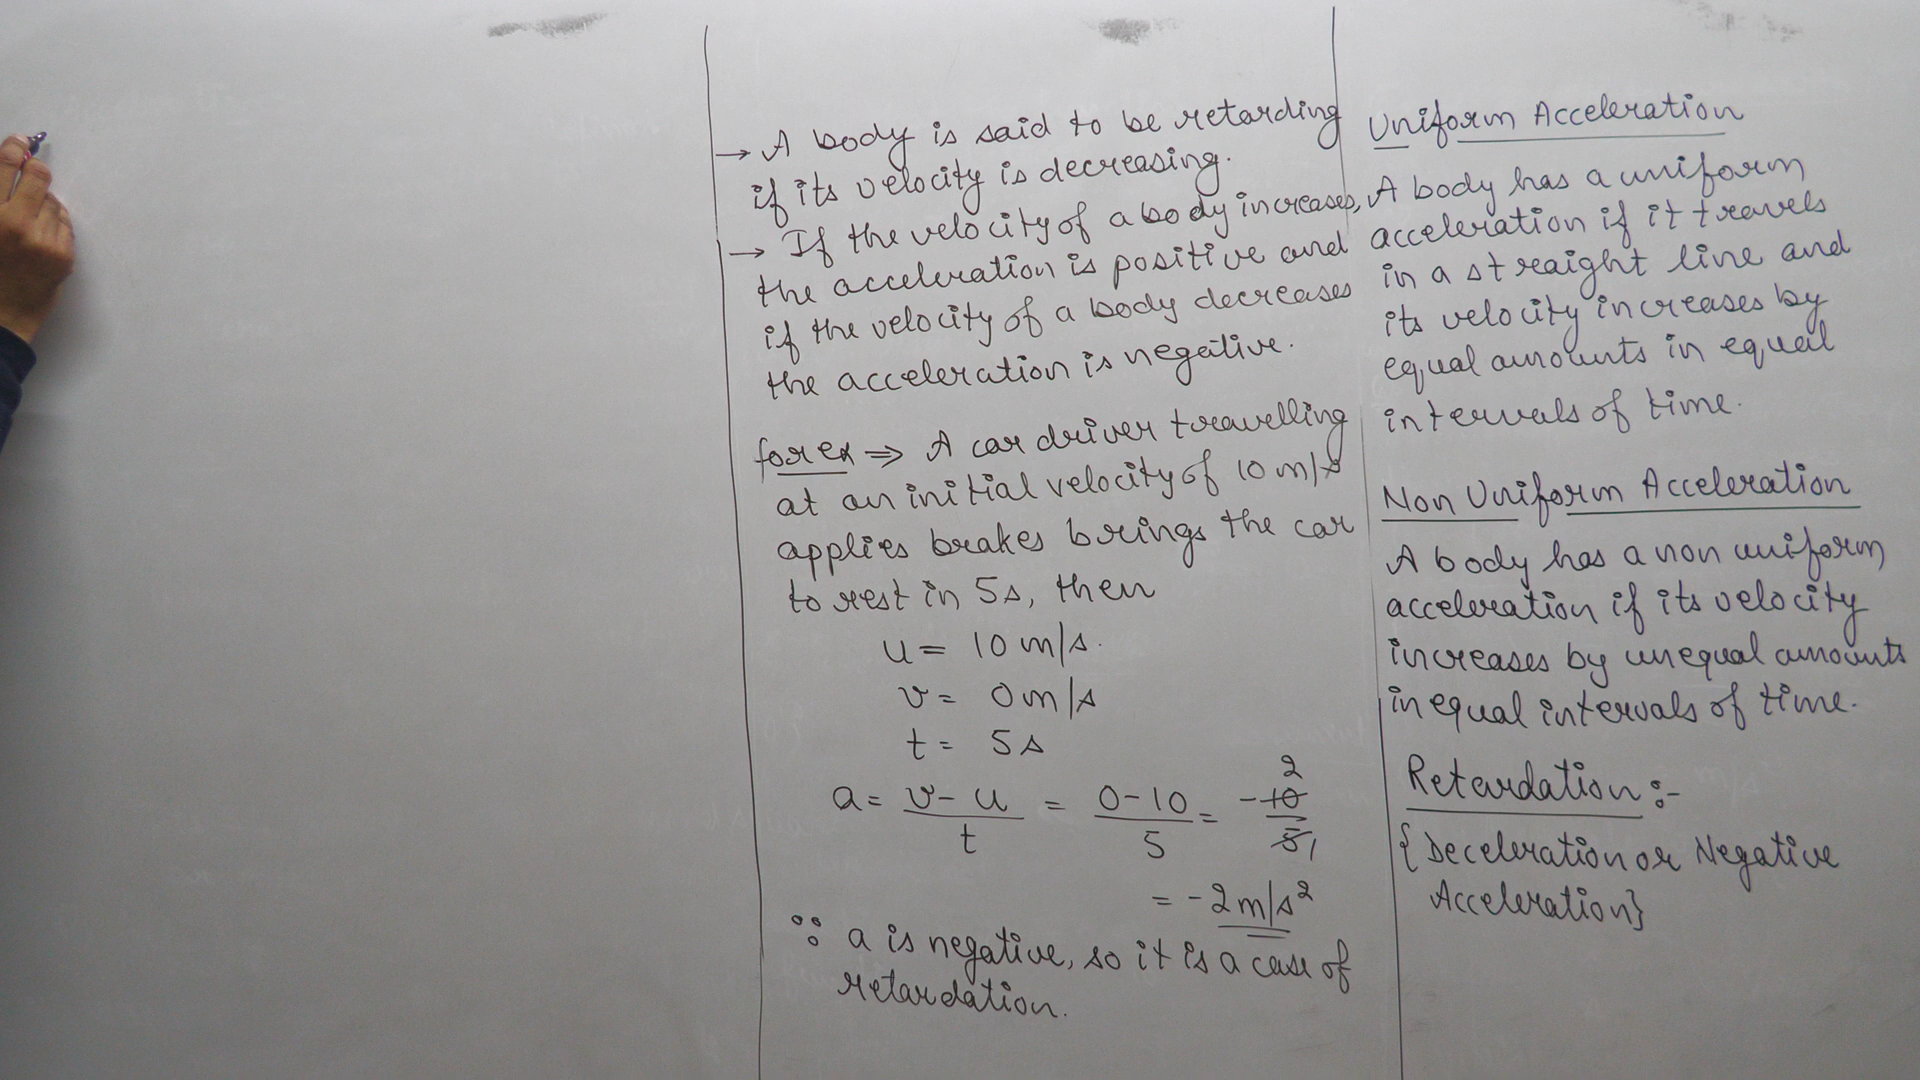 → A body is said to be retarding
if its velocity is decreasing.
→ If the velocity of a body increases,
the acceleration is positive and
if the velocity of a body decreases
the acceleration is negative.
for ex ⇒ A car driver travelling
at an initial velocity of 10 m/s
applies brakes brings the car
to rest in 5s, then
u = 10 m/s.
v = 0 m/s
t = 5s
2
a = v - u / t = 0 - 10 / 5 = -10 / 5 1
= -2 m/s²
∵ a is negative, so it is a case of
retardation.
Uniform Acceleration
A body has a uniform
acceleration if it travels
in a straight line and
its velocity increases by
equal amounts in equal
intervals of time.
Non Uniform Acceleration
A body has a non uniform
acceleration if its velocity
increases by unequal amounts
in equal intervals of time.
Retardation :-
{Deceleration or Negative
Acceleration}